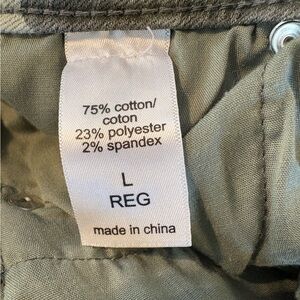 75% cotton/
coton
23% polyester
2% spandex
L
REG
made in china